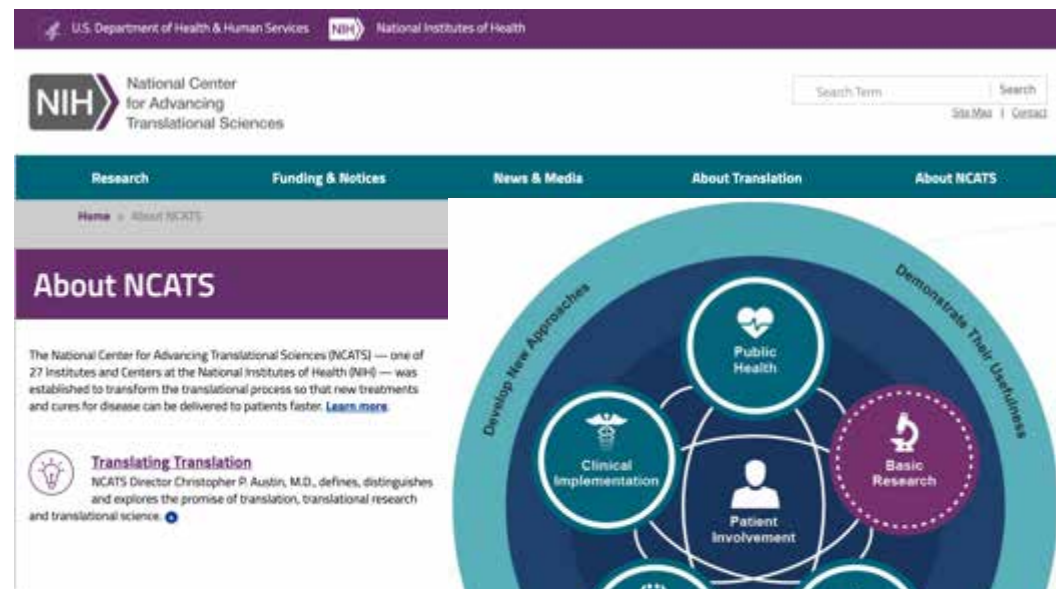 U.S. Department of Health & Human Services NIH National Institutes of Health
NIH
National Center
for Advancing
Translational Sciences
Search Term Search
Site Map | Contact
Research Funding & Notices News & Media About Translation About NCATS
Home » About NCATS
About NCATS
The National Center for Advancing Translational Sciences (NCATS) — one of
27 Institutes and Centers at the National Institutes of Health (NIH) — was
established to transform the translational process so that new treatments
and cures for disease can be delivered to patients faster. Learn more.
Translating Translation
NCATS Director Christopher P. Austin, M.D., defines, distinguishes
and explores the promise of translation, translational research
and translational science.
Develop New Approaches
Demonstrate Their Usefulness
Public
Health
Clinical
Implementation
Basic
Research
Patient
Involvement